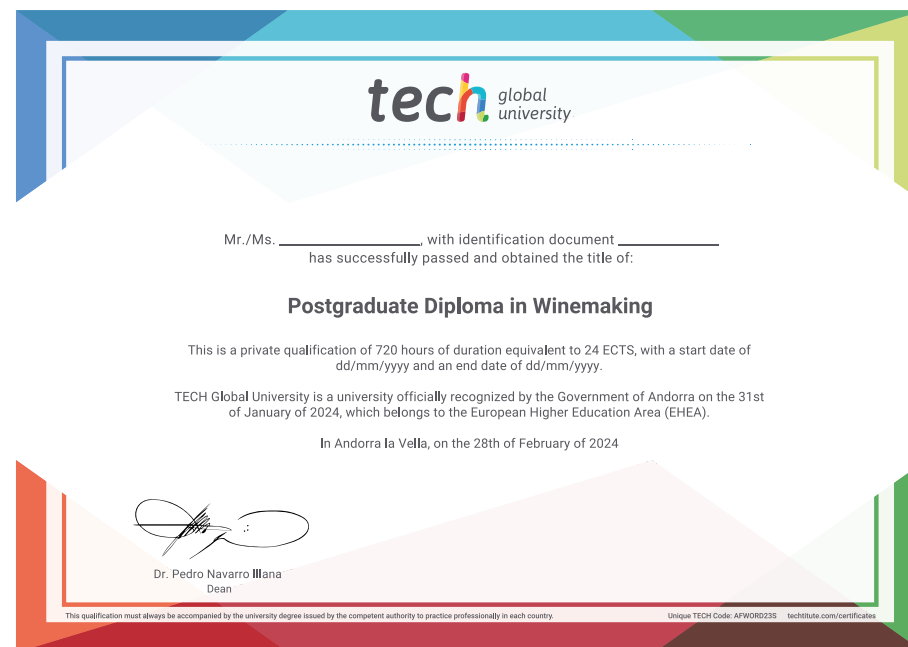 tech global
university
Mr./Ms. ____________________, with identification document ______________
has successfully passed and obtained the title of:
Postgraduate Diploma in Winemaking
This is a private qualification of 720 hours of duration equivalent to 24 ECTS, with a start date of
dd/mm/yyyy and an end date of dd/mm/yyyy.
TECH Global University is a university officially recognized by the Government of Andorra on the 31st
of January of 2024, which belongs to the European Higher Education Area (EHEA).
In Andorra la Vella, on the 28th of February of 2024
Dr. Pedro Navarro Illana
Dean
This qualification must always be accompanied by the university degree issued by the competent authority to practice professionally in each country. Unique TECH Code: AFWORD23S techtitute.com/certificates